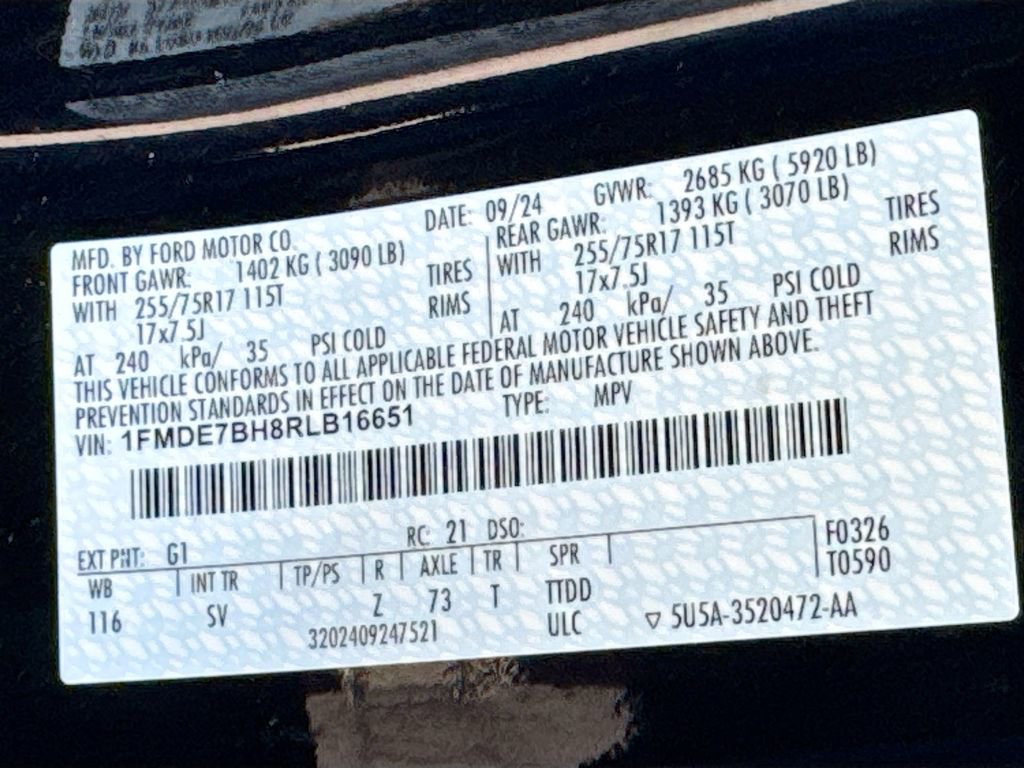 MFD. BY FORD MOTOR CO. DATE: 09/24 GVWR: 2685 KG ( 5920 LB)
FRONT GAWR: 1402 KG ( 3090 LB) REAR GAWR: 1393 KG ( 3070 LB)
WITH 255/75R17 115T TIRES WITH 255/75R17 115T TIRES
17x7.5J RIMS 17x7.5J RIMS
AT 240 kPa/ 35 PSI COLD AT 240 kPa/ 35 PSI COLD
THIS VEHICLE CONFORMS TO ALL APPLICABLE FEDERAL MOTOR VEHICLE SAFETY AND THEFT
PREVENTION STANDARDS IN EFFECT ON THE DATE OF MANUFACTURE SHOWN ABOVE.
VIN: 1FMDE7BH8RLB16651 TYPE: MPV
EXT PNT: G1 RC: 21 DSO: F0326
WB INT TR TP/PS R AXLE TR SPR T0590
116 SV Z 73 T TTDD
3202409247521 ULC ▽ 5U5A-3520472-AA